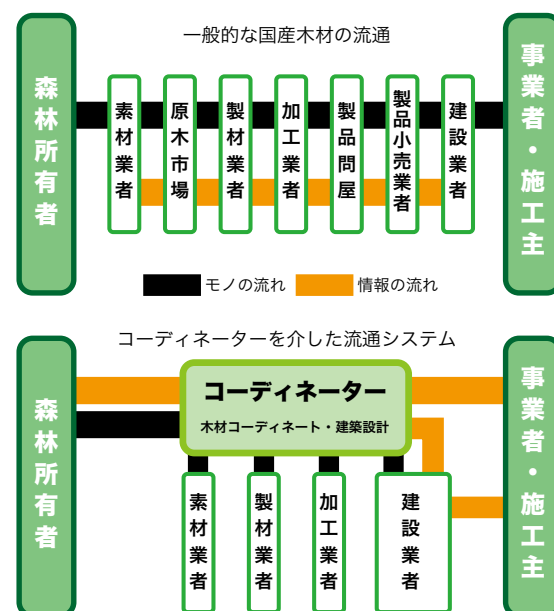 一般的な国産木材の流通
森林所有者
素材業者
原木市場
製材業者
加工業者
製品問屋
製品小売業者
建設業者
事業者・施工主
モノの流れ
情報の流れ
コーディネーターを介した流通システム
森林所有者
コーディネーター
木材コーディネート・建築設計
素材業者
製材業者
加工業者
建設業者
事業者・施工主